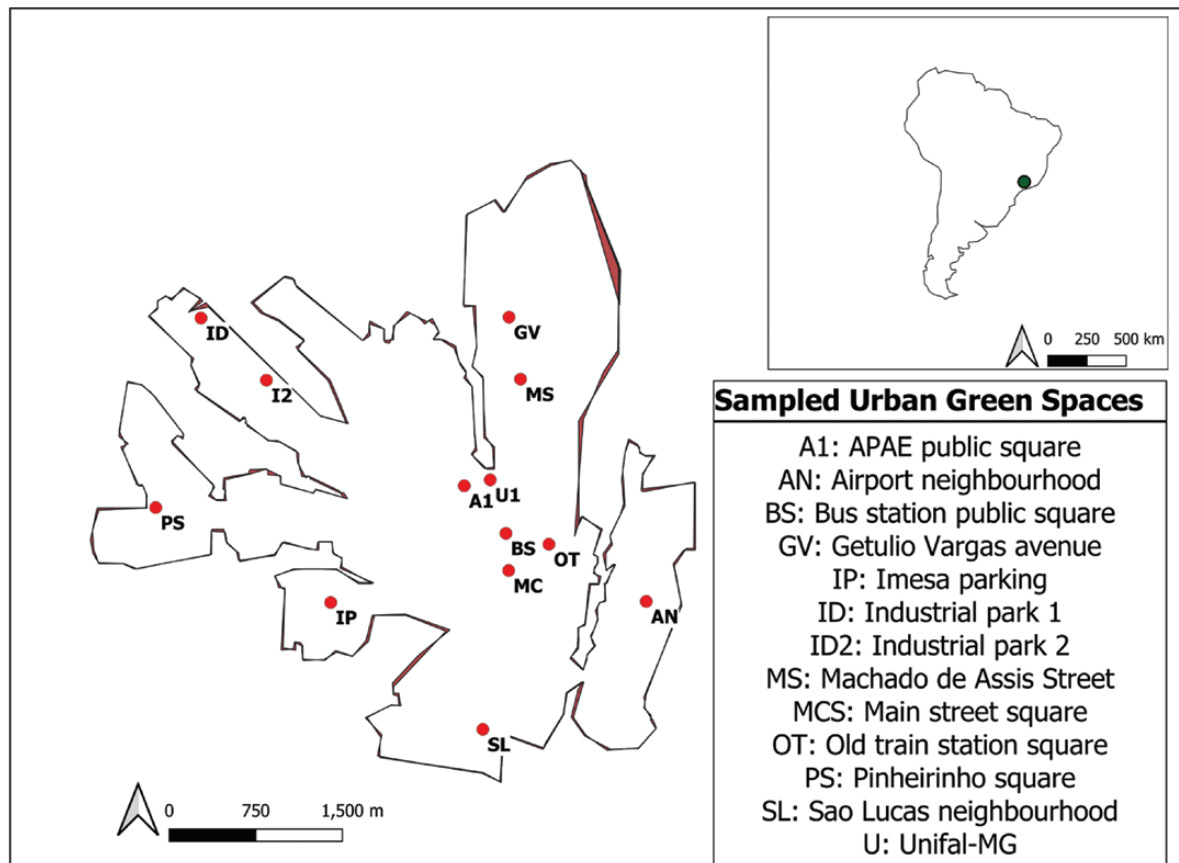 0 250 500 km
ID
GV
I2
MS
A1
U1
PS
BS
OT
MC
IP
AN
SL
0 750 1,500 m
Sampled Urban Green Spaces
A1: APAE public square
AN: Airport neighbourhood
BS: Bus station public square
GV: Getulio Vargas avenue
IP: Imesa parking
ID: Industrial park 1
ID2: Industrial park 2
MS: Machado de Assis Street
MCS: Main street square
OT: Old train station square
PS: Pinheirinho square
SL: Sao Lucas neighbourhood
U: Unifal-MG